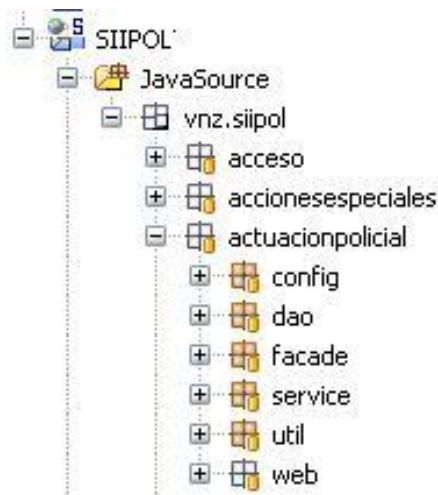 SIIPOL
JavaSource
vnz.siipol
acceso
accionesespeciales
actuacionpolicial
config
dao
facade
service
util
web